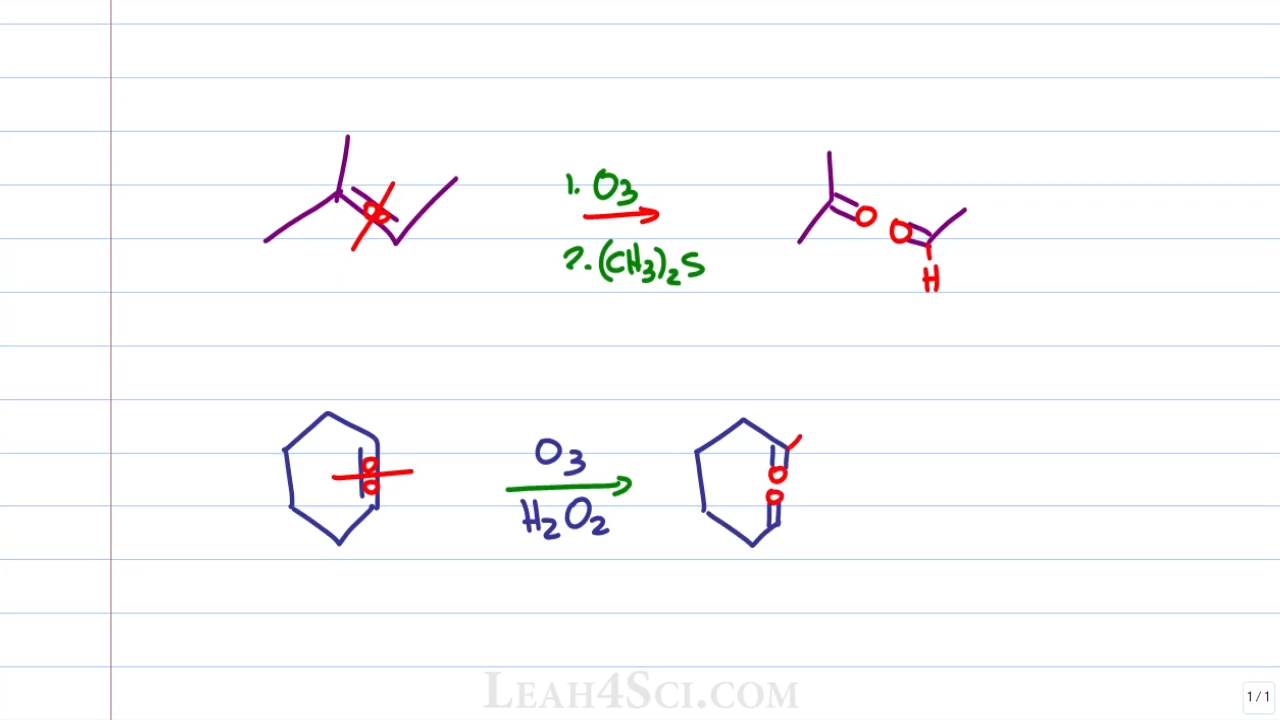 1. O3
2. (CH3)2S
O
O
O
H
O3
H2O2
O
O
O
O
LEAH4SCI.COM
1 / 1